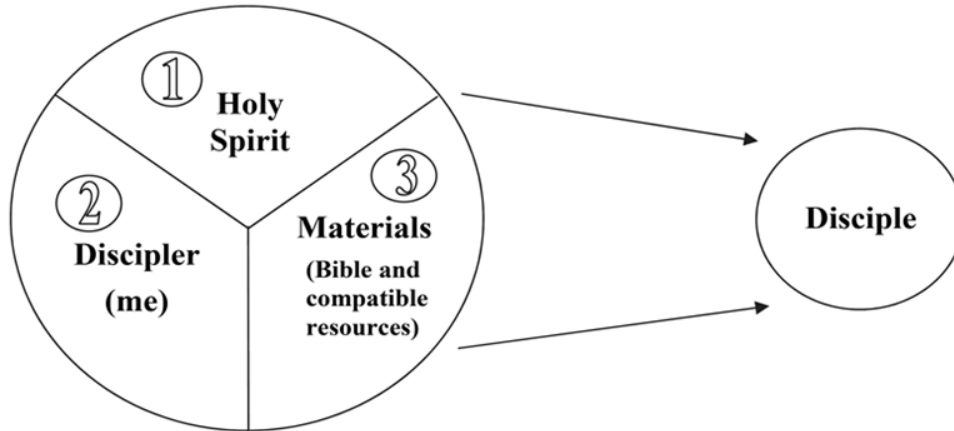 1
Holy
Spirit
2
Discipler
(me)
3
Materials
(Bible and
compatible
resources)
Disciple